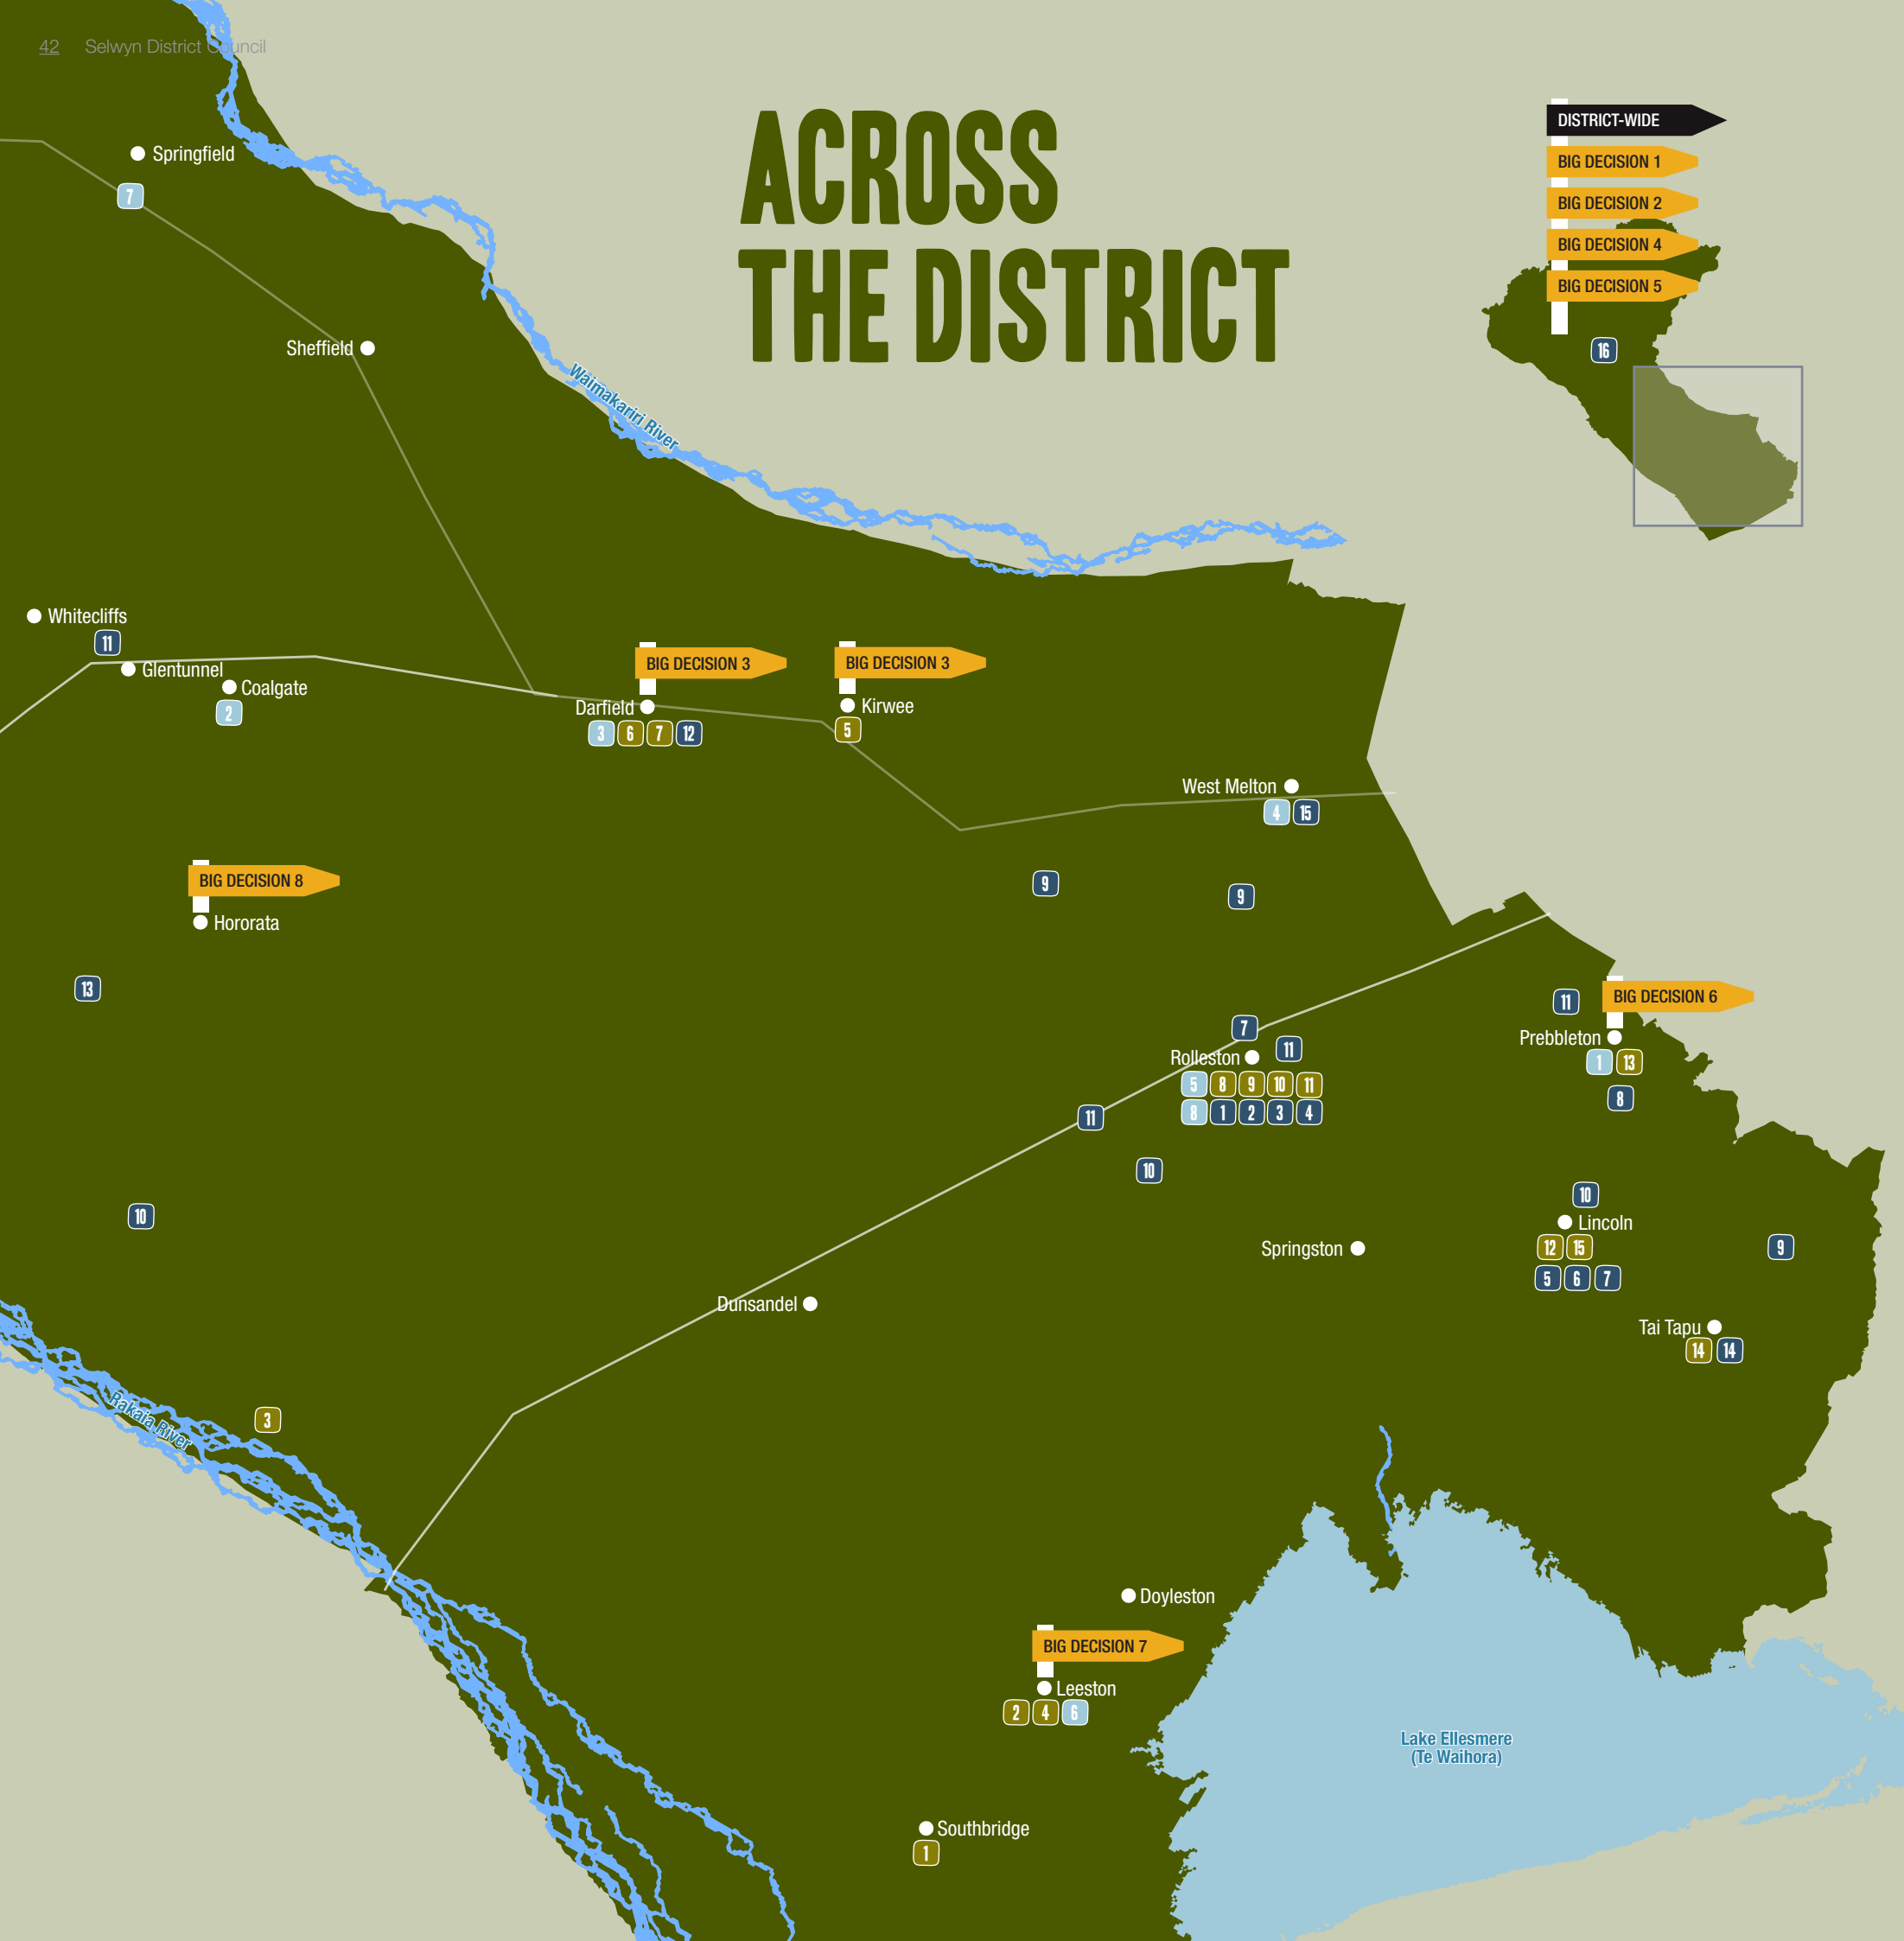 42 Selwyn District Council
ACROSS
THE DISTRICT
DISTRICT-WIDE
BIG DECISION 1
BIG DECISION 2
BIG DECISION 4
BIG DECISION 5
16
Springfield
7
Sheffield
Waimakariri River
Whitecliffs
11
Glentunnel
Coalgate
2
BIG DECISION 3
Darfield
3 6 7 12
BIG DECISION 3
Kirwee
5
West Melton
4 15
9
9
BIG DECISION 8
Hororata
13
10
7
11
Rolleston
5 8 9 10 11
8 1 2 3 4
11
10
11
BIG DECISION 6
Prebbleton
1 13
8
10
Lincoln
12 15
5 6 7
9
Springston
Tai Tapu
14 14
Dunsandel
Rakaia River
3
Doyleston
BIG DECISION 7
Leeston
2 4 6
Lake Ellesmere
(Te Waihora)
Southbridge
1